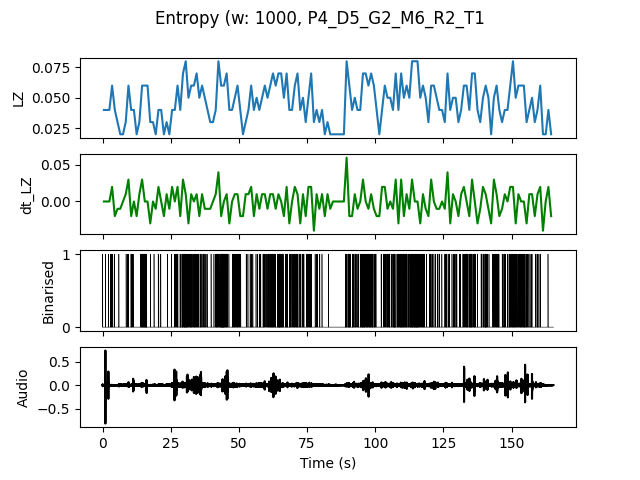 Entropy (w: 1000, P4_D5_G2_M6_R2_T1
0.075
0.050
0.025
LZ
0.05
0.00
dt_LZ
1
0
Binarised
0.5
0.0
−0.5
Audio
0 25 50 75 100 125 150
Time (s)